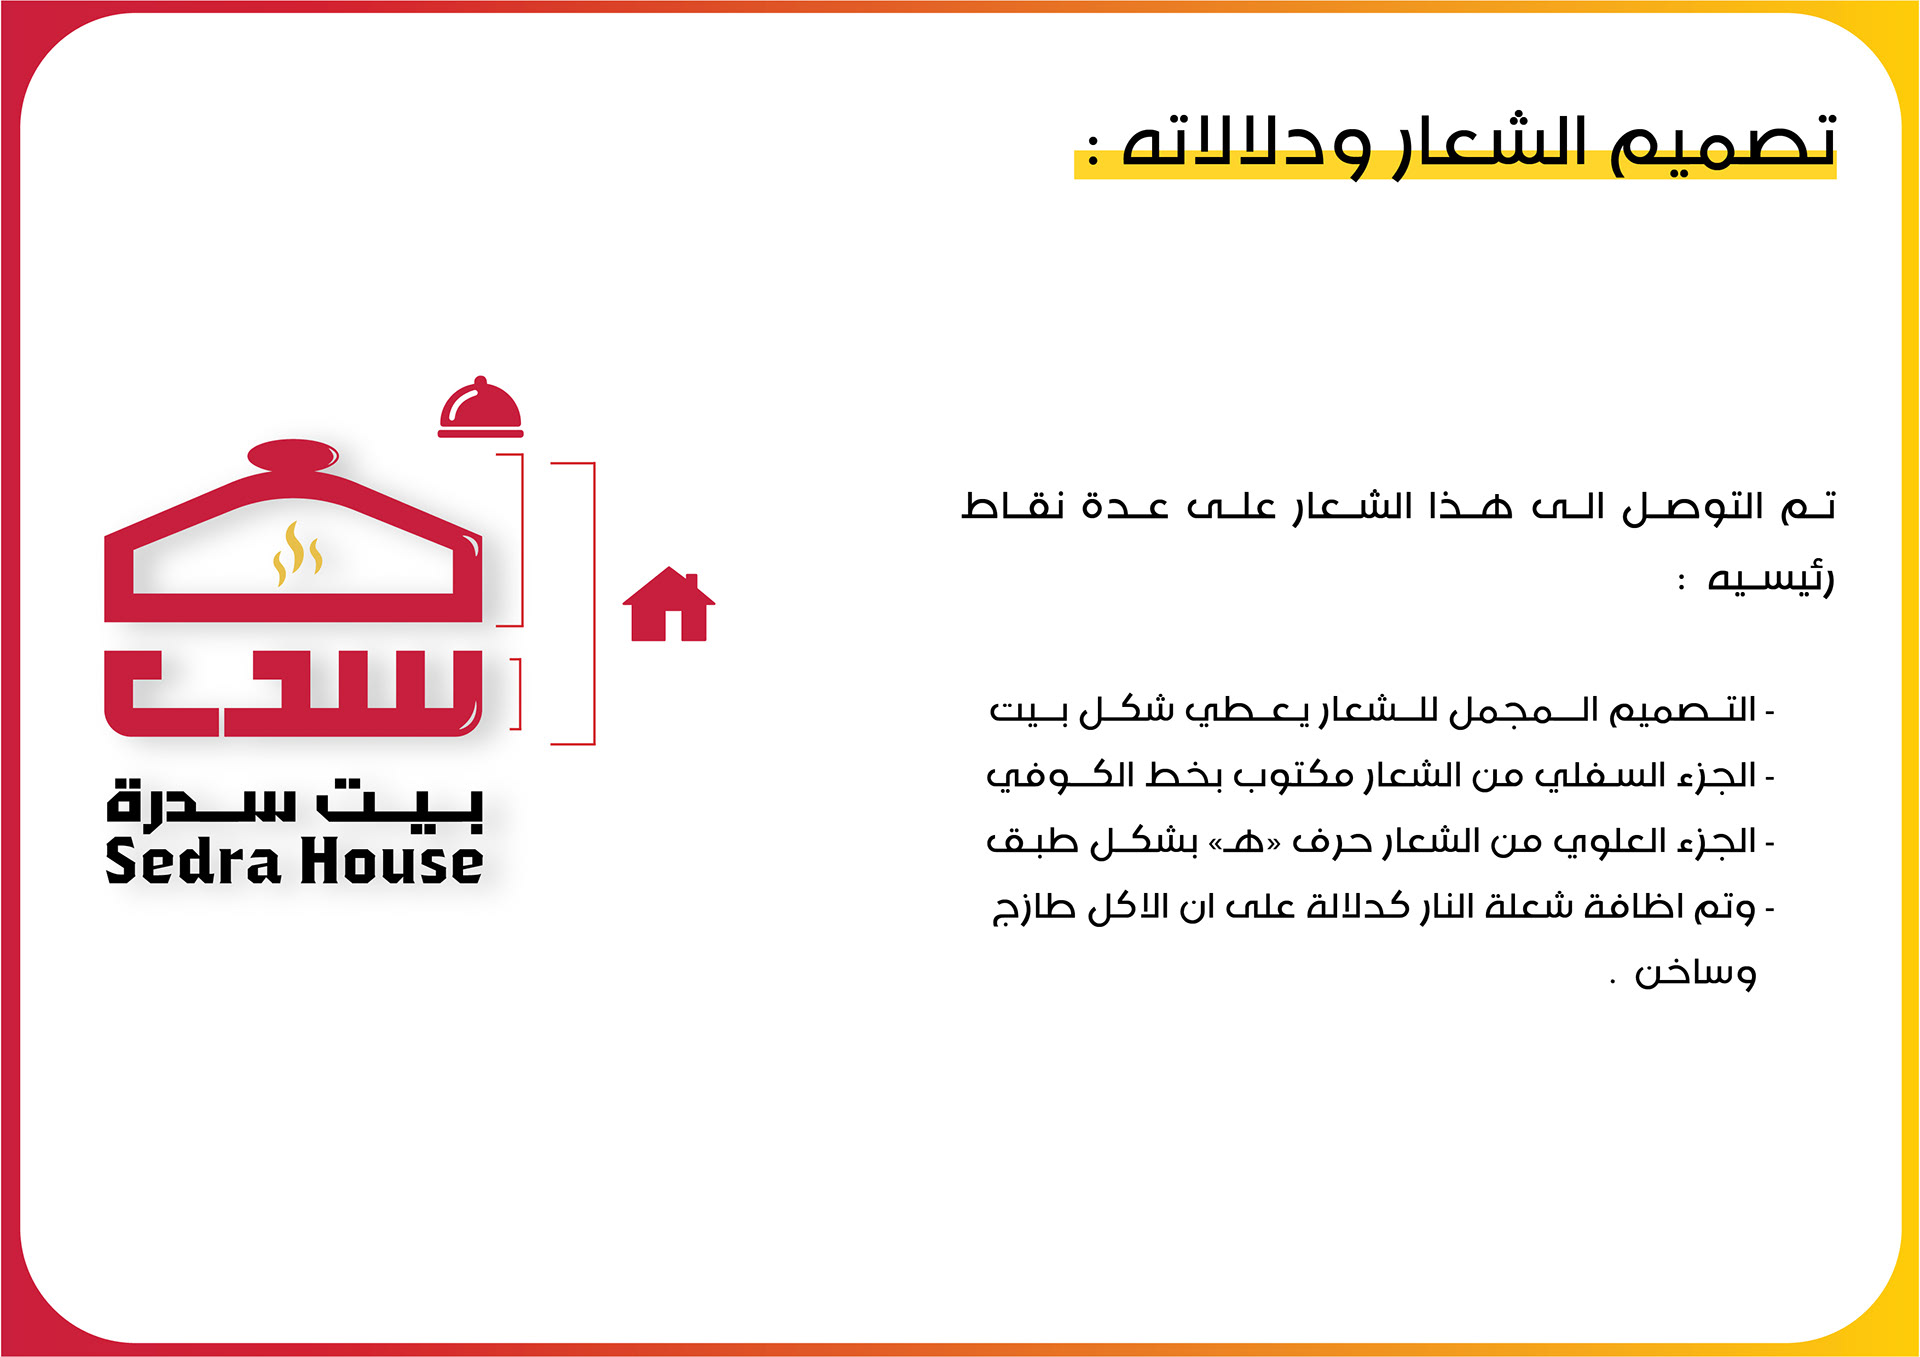 تصميم الشعار ودلالاته :
تم التوصل الى هذا الشعار على عدة نقاط
رئيسيه :
- التصميم المجمل للشعار يعطي شكل بيت
- الجزء السفلي من الشعار مكتوب بخط الكوفي
- الجزء العلوي من الشعار حرف «هـ» بشكل طبق
- وتم اظافة شعلة النار كدلالة على ان الاكل طازج
وساخن .
بيت سدرة
Sedra House